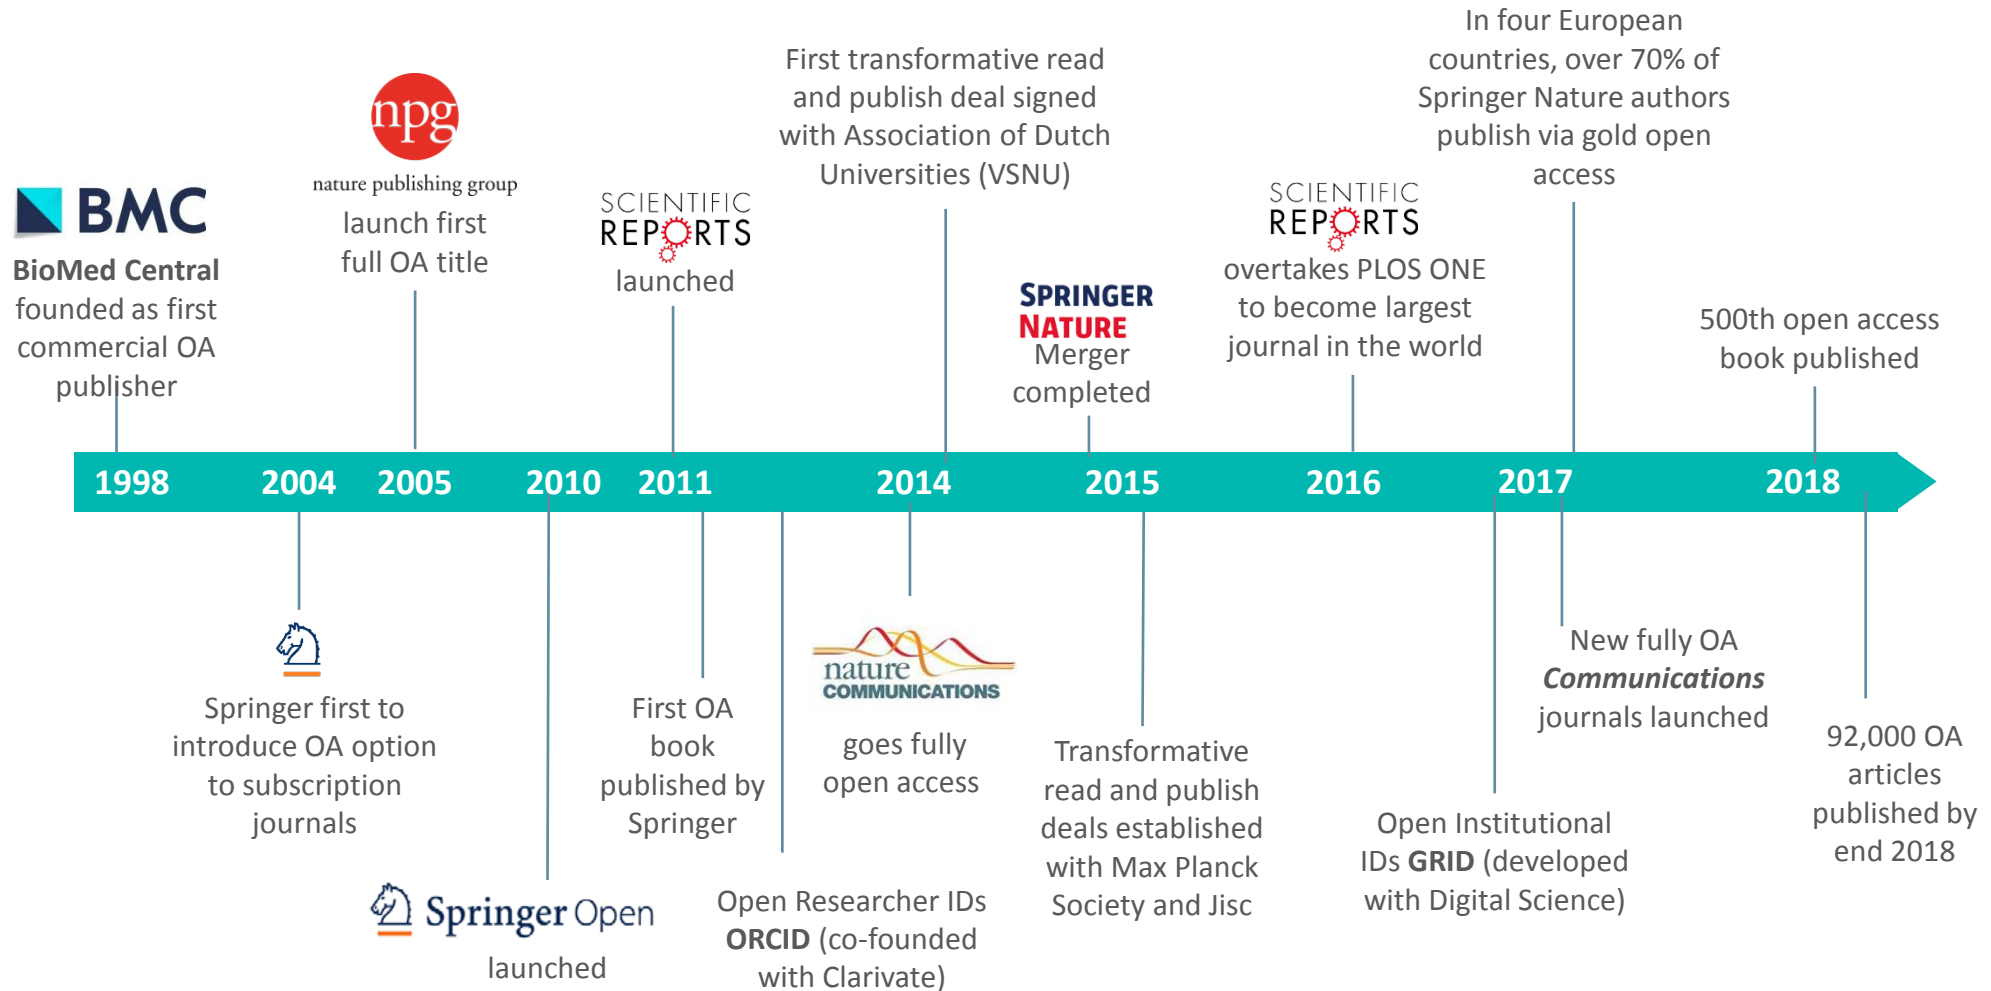 BMC
BioMed Central
founded as first
commercial OA
publisher
npg
nature publishing group
launch first
full OA title
SCIENTIFIC
REPORTS
launched
First transformative read
and publish deal signed
with Association of Dutch
Universities (VSNU)
SPRINGER
NATURE
Merger
completed
SCIENTIFIC
REPORTS
overtakes PLOS ONE
to become largest
journal in the world
In four European
countries, over 70% of
Springer Nature authors
publish via gold open
access
500th open access
book published
1998 2004 2005 2010 2011 2014 2015 2016 2017 2018
Springer first to
introduce OA option
to subscription
journals
Springer Open
launched
First OA
book
published by
Springer
Open Researcher IDs
ORCID (co-founded
with Clarivate)
nature
COMMUNICATIONS
goes fully
open access
Transformative
read and publish
deals established
with Max Planck
Society and Jisc
Open Institutional
IDs GRID (developed
with Digital Science)
New fully OA
Communications
journals launched
92,000 OA
articles
published by
end 2018